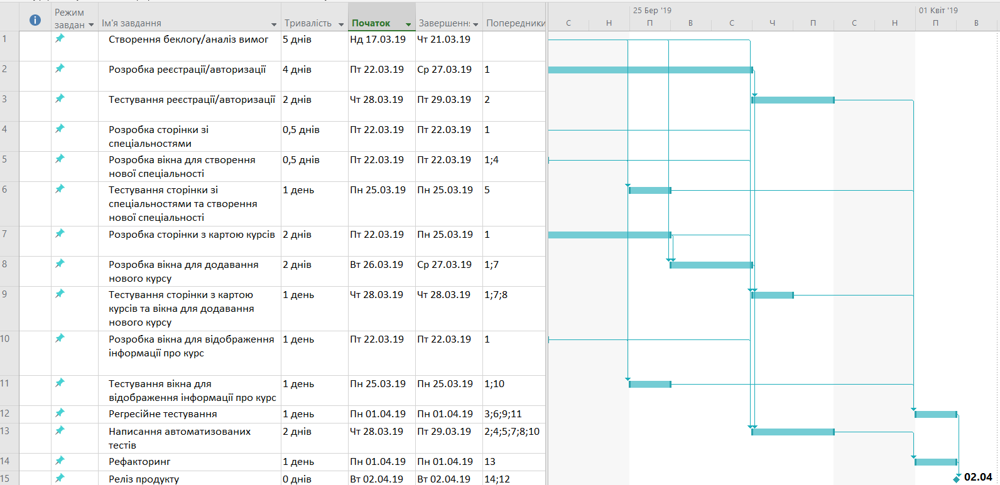 25 Бер '19 01 Квіт '19
Режим
завдан Ім'я завдання Тривалість Початок Завершенн Попередники С Н П В С Ч П С Н П В
1 Створення беклогу/аналіз вимог 5 днів Нд 17.03.19 Чт 21.03.19
2 Розробка реєстрації/авторизації 4 днів Пт 22.03.19 Ср 27.03.19 1
3 Тестування реєстрації/авторизації 2 днів Чт 28.03.19 Пт 29.03.19 2
4 Розробка сторінки зі 0,5 днів Пт 22.03.19 Пт 22.03.19 1
спеціальностями
5 Розробка вікна для створення 0,5 днів Пт 22.03.19 Пт 22.03.19 1;4
нової спеціальності
6 Тестування сторінки зі 1 день Пн 25.03.19 Пн 25.03.19 5
спеціальностями та створення
нової спеціальності
7 Розробка сторінки з картою курсів 2 днів Пт 22.03.19 Пн 25.03.19 1
8 Розробка вікна для додавання 2 днів Вт 26.03.19 Ср 27.03.19 1;7
нового курсу
9 Тестування сторінки з картою 1 день Чт 28.03.19 Чт 28.03.19 1;7;8
курсів та вікна для додавання
нового курсу
10 Розробка вікна для відображення 1 день Пт 22.03.19 Пт 22.03.19 1
інформації про курс
11 Тестування вікна для 1 день Пн 25.03.19 Пн 25.03.19 1;10
відображення інформації про курс
12 Регресійне тестування 1 день Пн 01.04.19 Пн 01.04.19 3;6;9;11
13 Написання автоматизованих 2 днів Чт 28.03.19 Пт 29.03.19 2;4;5;7;8;10
тестів
14 Рефакторинг 1 день Пн 01.04.19 Пн 01.04.19 13
15 Реліз продукту 0 днів Вт 02.04.19 Вт 02.04.19 14;12 02.04